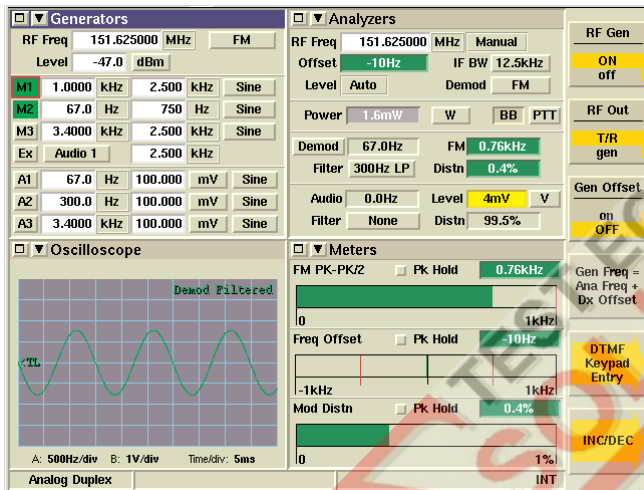 Generators
RF Freq 151.625000 MHz FM
Level -47.0 dBm
M1 1.0000 kHz 2.500 kHz Sine
M2 67.0 Hz 750 Hz Sine
M3 3.4000 kHz 2.500 kHz Sine
Ex Audio 1 2.500 kHz
A1 67.0 Hz 100.000 mV Sine
A2 300.0 Hz 100.000 mV Sine
A3 3.4000 kHz 100.000 mV Sine
Analyzers
RF Freq 151.625000 MHz Manual
Offset -10Hz IF BW 12.5kHz
Level Auto Demod FM
Power 1.6mW W BB PTT
Demod 67.0Hz FM 0.76kHz
Filter 300Hz LP Distn 0.4%
Audio 0.0Hz Level 4mV V
Filter None Distn 99.5%
Oscilloscope
Demod Filtered
<TL
A: 500Hz/div B: 1V/div Time/div: 5ms
Meters
FM PK-PK/2 Pk Hold 0.76kHz
0 1kHz
Freq Offset Pk Hold -10Hz
-1kHz 1kHz
Mod Distn Pk Hold 0.4%
0 1%
RF Gen
ON
off
RF Out
T/R
gen
Gen Offset
on
OFF
Gen Freq =
Ana Freq +
Dx Offset
DTMF
Keypad
Entry
INC/DEC
Analog Duplex INT